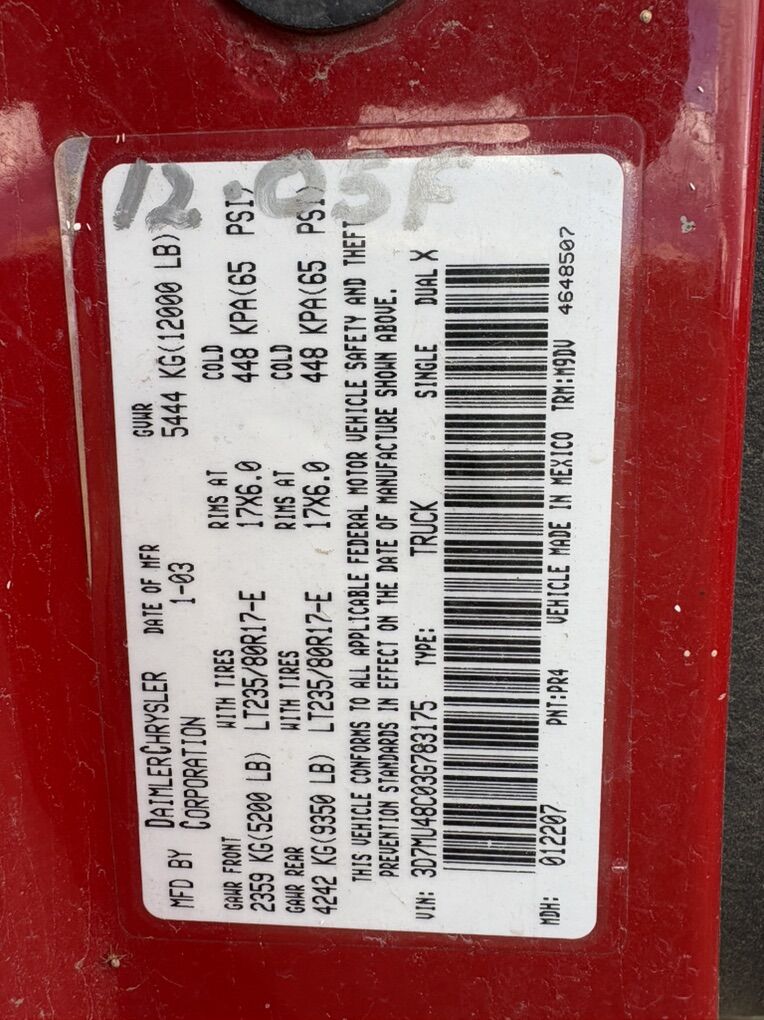 12.05F
MFD BY DAIMLERCHRYSLER CORPORATION DATE OF MFR 1-03 GVWR 5444 KG(12000 LB)
GAWR FRONT WITH TIRES RIMS AT COLD
2359 KG(5200 LB) LT235/80R17-E 17X6.0 448 KPA(65 PSI)
GAWR REAR WITH TIRES RIMS AT COLD
4242 KG(9350 LB) LT235/80R17-E 17X6.0 448 KPA(65 PSI)
THIS VEHICLE CONFORMS TO ALL APPLICABLE FEDERAL MOTOR VEHICLE SAFETY AND THEFT
PREVENTION STANDARDS IN EFFECT ON THE DATE OF MANUFACTURE SHOWN ABOVE.
VIN: 3D7MU48C03G783175 TYPE: TRUCK SINGLE DUAL X
MDH: 012207 PNT:PR4 VEHICLE MADE IN MEXICO TRM:M9DV 4648507